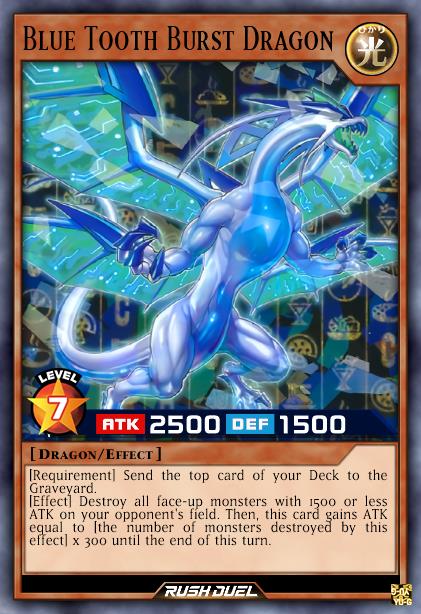 BLUE TOOTH BURST DRAGON
ひかり
光
LEVEL
7
ATK 2500 DEF 1500
[DRAGON/EFFECT]
[Requirement] Send the top card of your Deck to the
Graveyard.
[Effect] Destroy all face-up monsters with 1500 or less
ATK on your opponent's field. Then, this card gains ATK
equal to [the number of monsters destroyed by this
effect] x 300 until the end of this turn.
RUSH DUEL